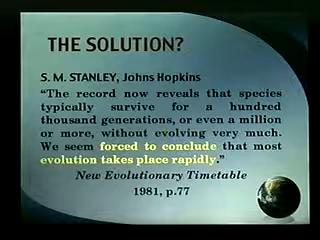 THE SOLUTION?
S. M. STANLEY, Johns Hopkins
“The record now reveals that species
typically survive for a hundred
thousand generations, or even a million
or more, without evolving very much.
We seem forced to conclude that most
evolution takes place rapidly.”
New Evolutionary Timetable
1981, p.77